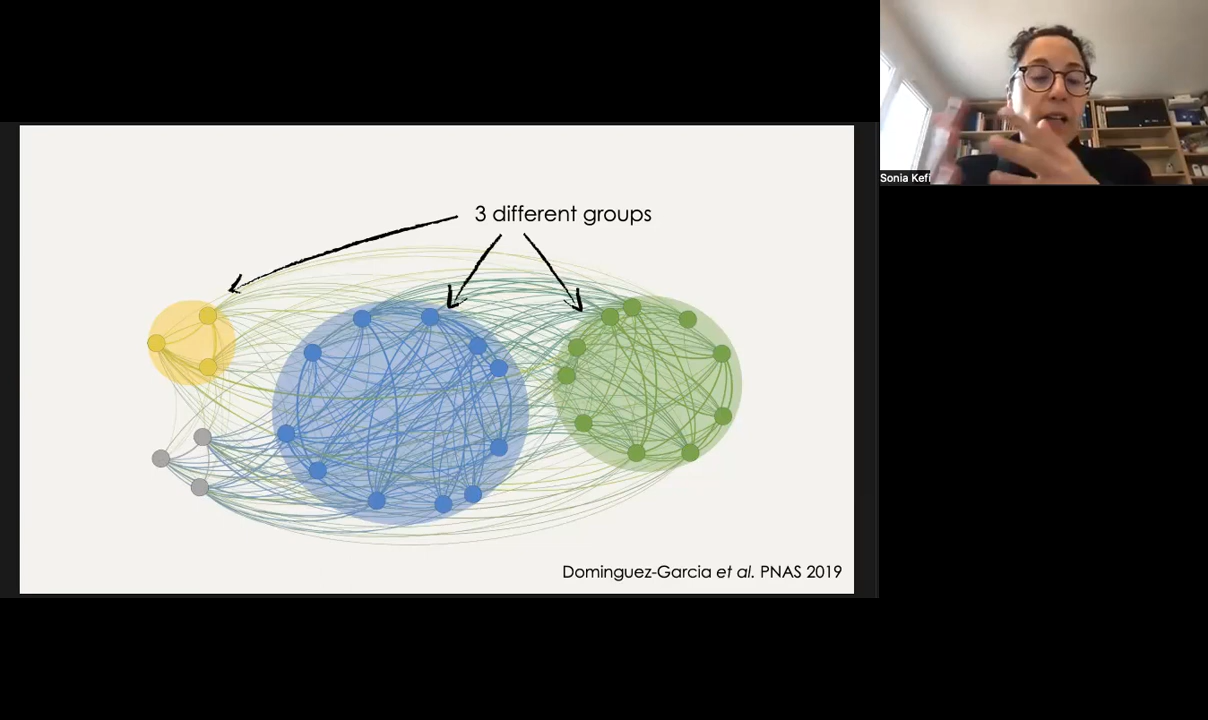 Sonia Kefi
3 different groups
Dominguez-Garcia et al. PNAS 2019